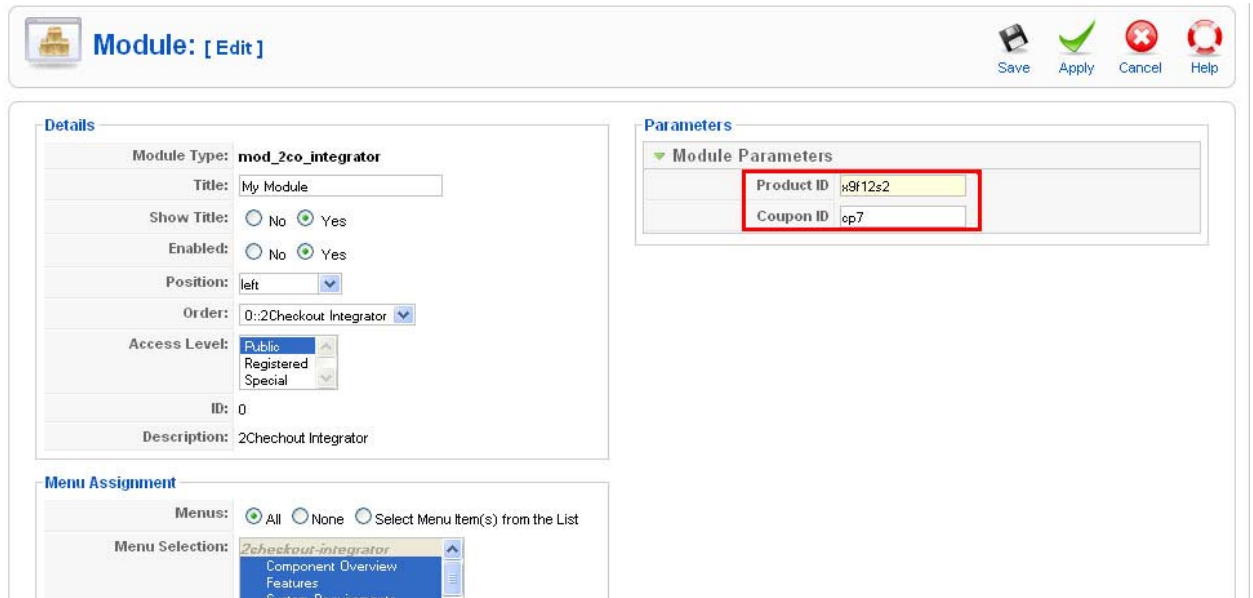 Module: [ Edit ]
Save Apply Cancel Help
Details
Module Type: mod_2co_integrator
Title: My Module
Show Title: No Yes
Enabled: No Yes
Position: left
Order: 0::2Checkout Integrator
Access Level: Public
Registered
Special
ID: 0
Description: 2Chechout Integrator
Parameters
Module Parameters
Product ID x9f12s2
Coupon ID cp7
Menu Assignment
Menus: All None Select Menu Item(s) from the List
Menu Selection: 2checkout-integrator
Component Overview
Features
System Requirements